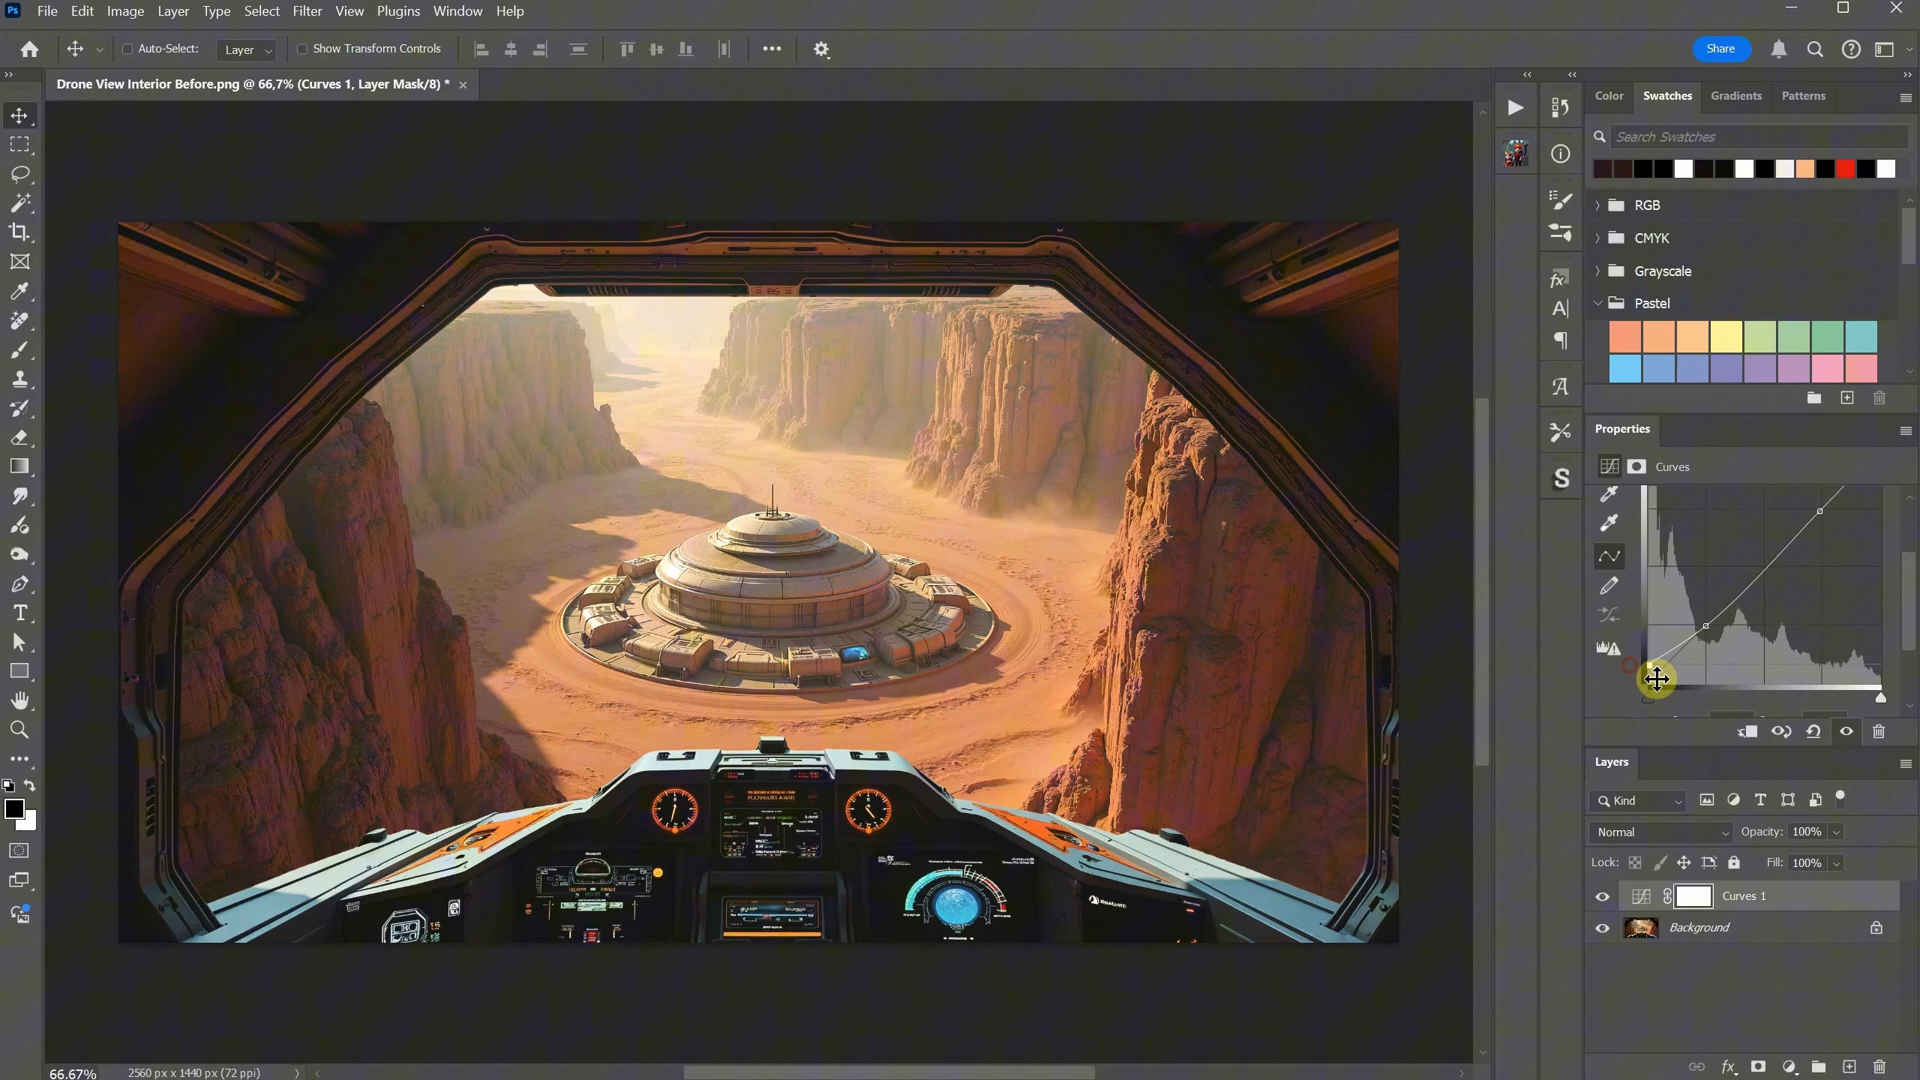 Ps File Edit Image Layer Type Select Filter View Plugins Window Help
Auto-Select: Layer Show Transform Controls Share
Drone View Interior Before.png @ 66,7% (Curves 1, Layer Mask/8) *
Color Swatches Gradients Patterns
Search Swatches
RGB
CMYK
Grayscale
Pastel
Properties
Curves
Layers
Kind
Normal Opacity: 100%
Lock: Fill: 100%
Curves 1
Background
66.67% 2560 px x 1440 px (72 ppi)